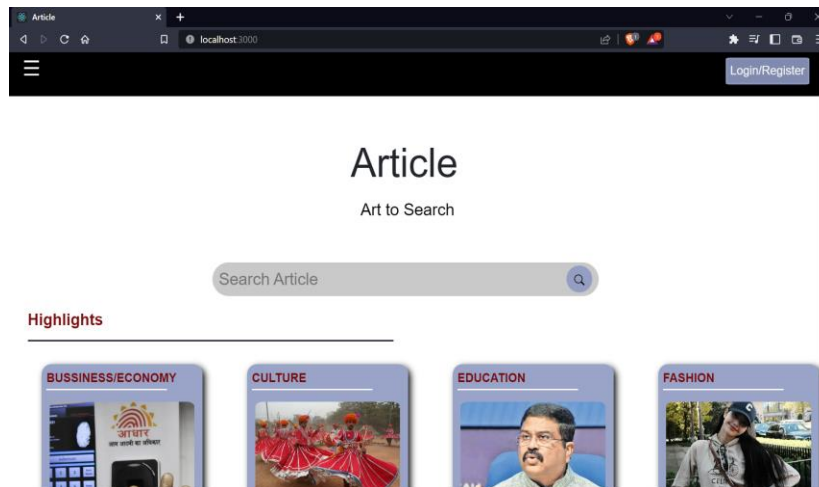 Article
localhost:3000
Login/Register
Article
Art to Search
Search Article
Highlights
BUSSINESS/ECONOMY
CULTURE
EDUCATION
FASHION
आधार